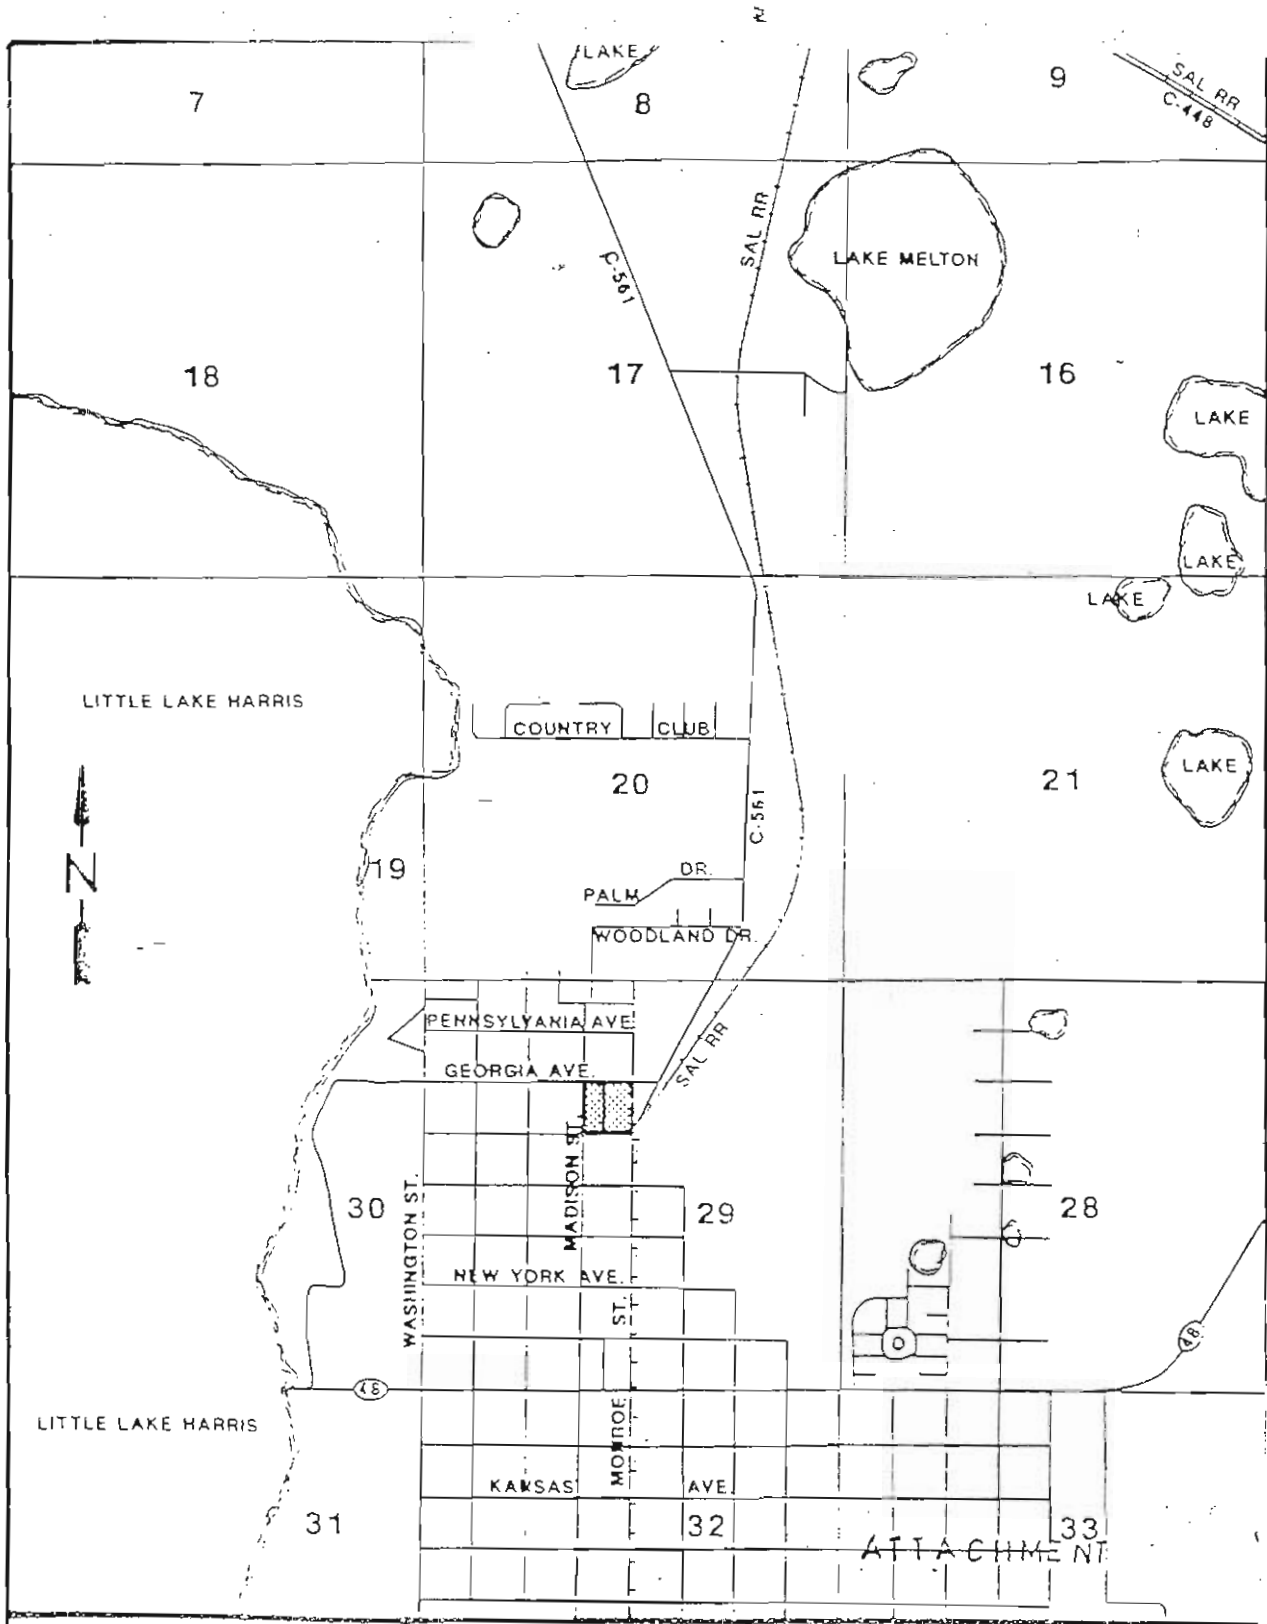 LAKE
7
8
9
SAL RR
C-448
SAL RR
LAKE MELTON
C-561
18
17
16
LAKE
LAKE
LAKE
LITTLE LAKE HARRIS
COUNTRY CLUB
20
21
LAKE
C-561
N
19
DR.
PALM
WOODLAND DR.
PENNSYLVANIA AVE
GEORGIA AVE.
SAL RR
MADISON ST.
WASHINGTON ST.
30
29
28
NEW YORK AVE.
MONROE ST.
48
48
LITTLE LAKE HARRIS
KANSAS AVE.
31
32
33
ATTACHMENT